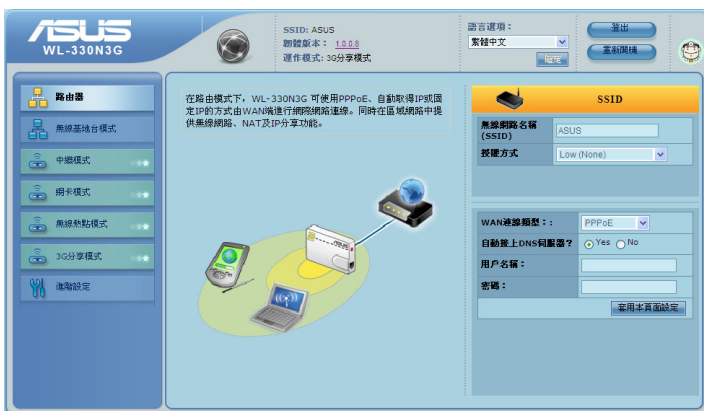 ASUS
WL-330N3G
SSID: ASUS
韌體版本： 1.0.0.8
運作模式：3G分享模式
語言選項：
繁體中文
確定
登出
重新開機
路由器
無線基地台模式
中繼模式
網卡模式
無線熱點模式
3G分享模式
進階設定
在路由模式下，WL-330N3G 可使用PPPoE、自動取得IP或固
定IP的方式由WAN端進行網際網路連線。同時在區域網路中提
供無線網路、NAT及IP分享功能。
SSID
無線網路名稱
(SSID)
ASUS
授權方式
Low (None)
WAN連線類型：:
PPPoE
自動接上DNS伺服器？
Yes No
用戶名稱：
密碼：
套用本頁面設定